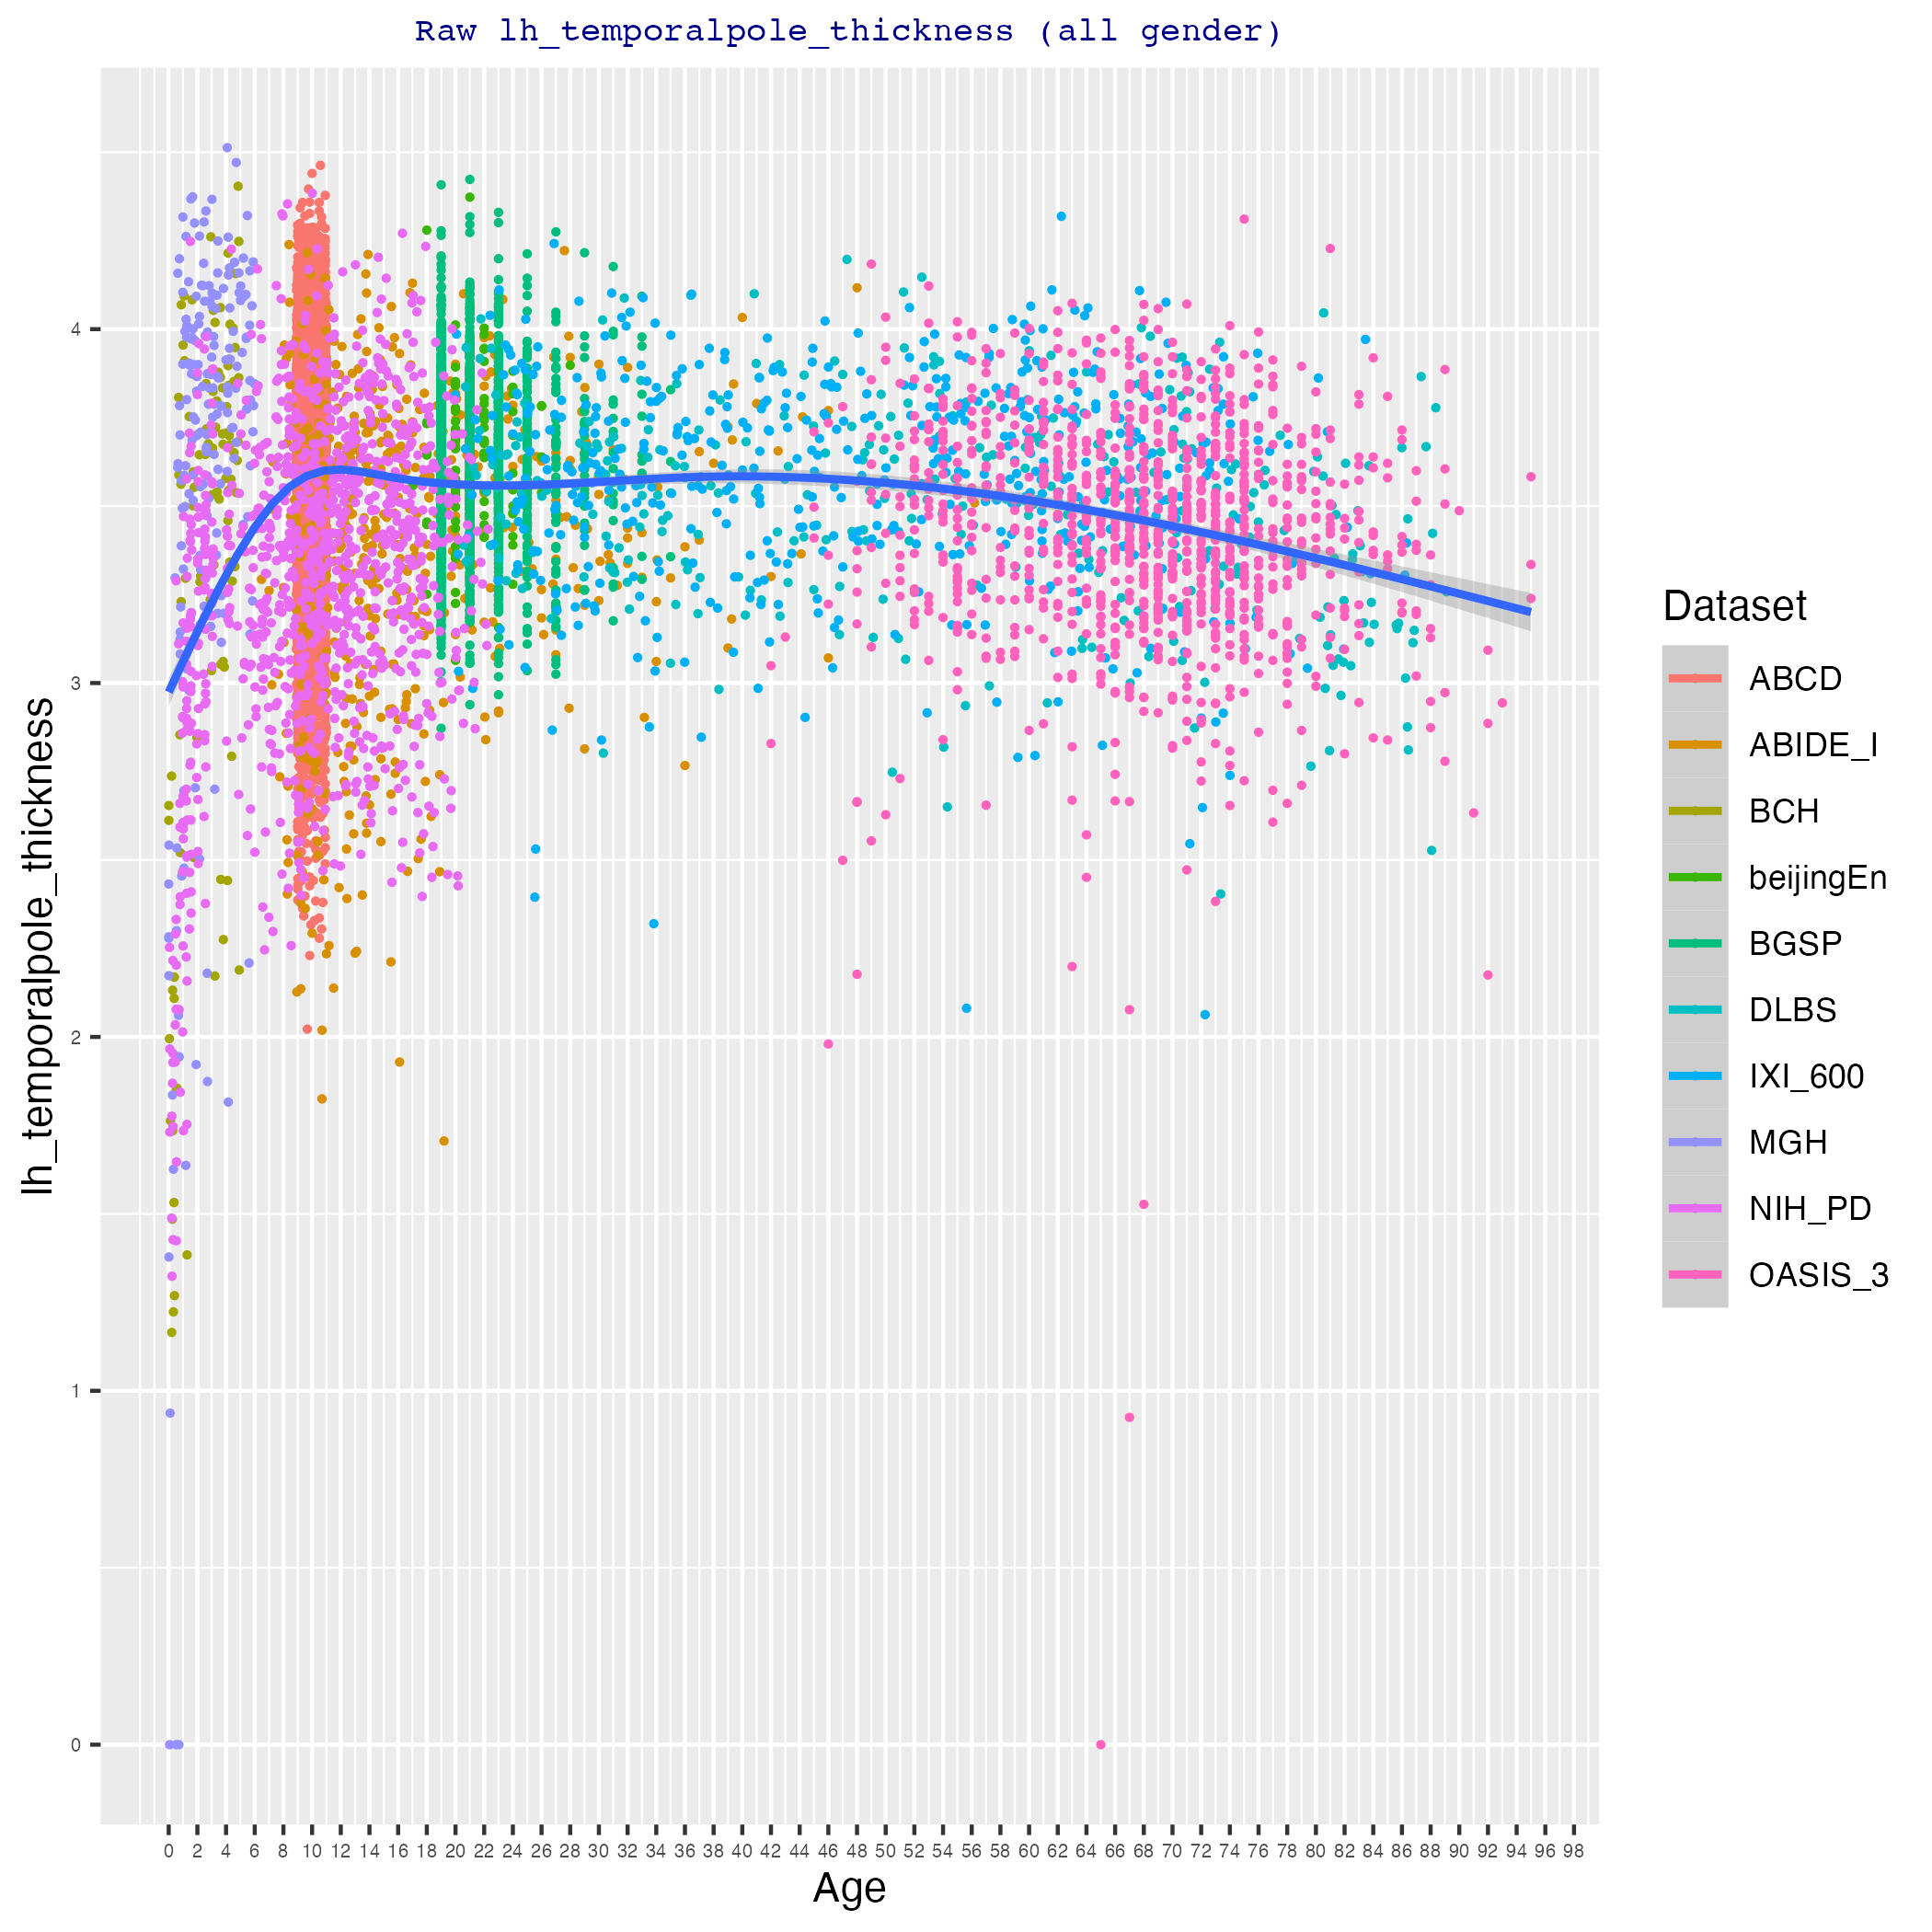 Raw lh_temporalpole_thickness (all gender)
lh_temporalpole_thickness
4
3
2
1
0
0 2 4 6 8 10 12 14 16 18 20 22 24 26 28 30 32 34 36 38 40 42 44 46 48 50 52 54 56 58 60 62 64 66 68 70 72 74 76 78 80 82 84 86 88 90 92 94 96 98
Age
Dataset
ABCD
ABIDE_I
BCH
beijingEn
BGSP
DLBS
IXI_600
MGH
NIH_PD
OASIS_3